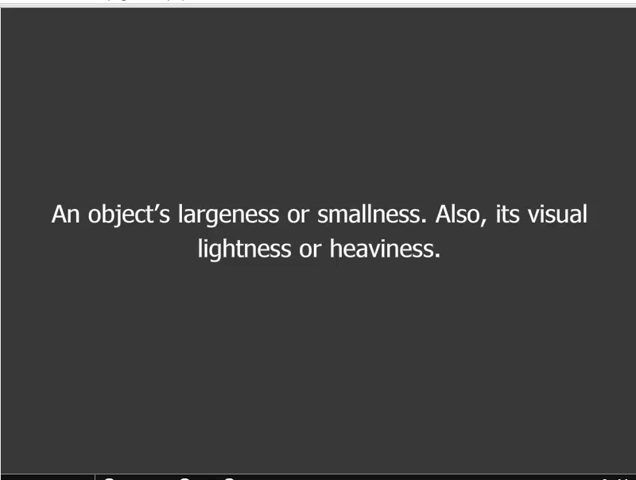 An object’s largeness or smallness. Also, its visual
lightness or heaviness.